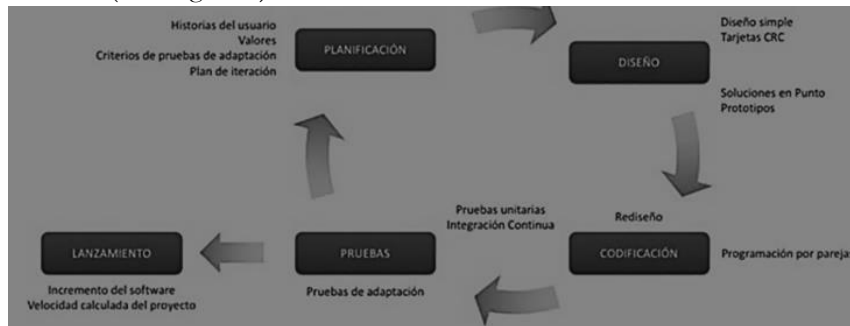 Historias del usuario
Valores
Criterios de pruebas de adaptación
Plan de iteración
PLANIFICACIÓN
Diseño simple
Tarjetas CRC
DISEÑO
Soluciones en Punto
Prototipos
Pruebas unitarias
Integración Continua
Rediseño
CODIFICACIÓN
Programación por parejas
PRUEBAS
Pruebas de adaptación
LANZAMIENTO
Incremento del software
Velocidad calculada del proyecto